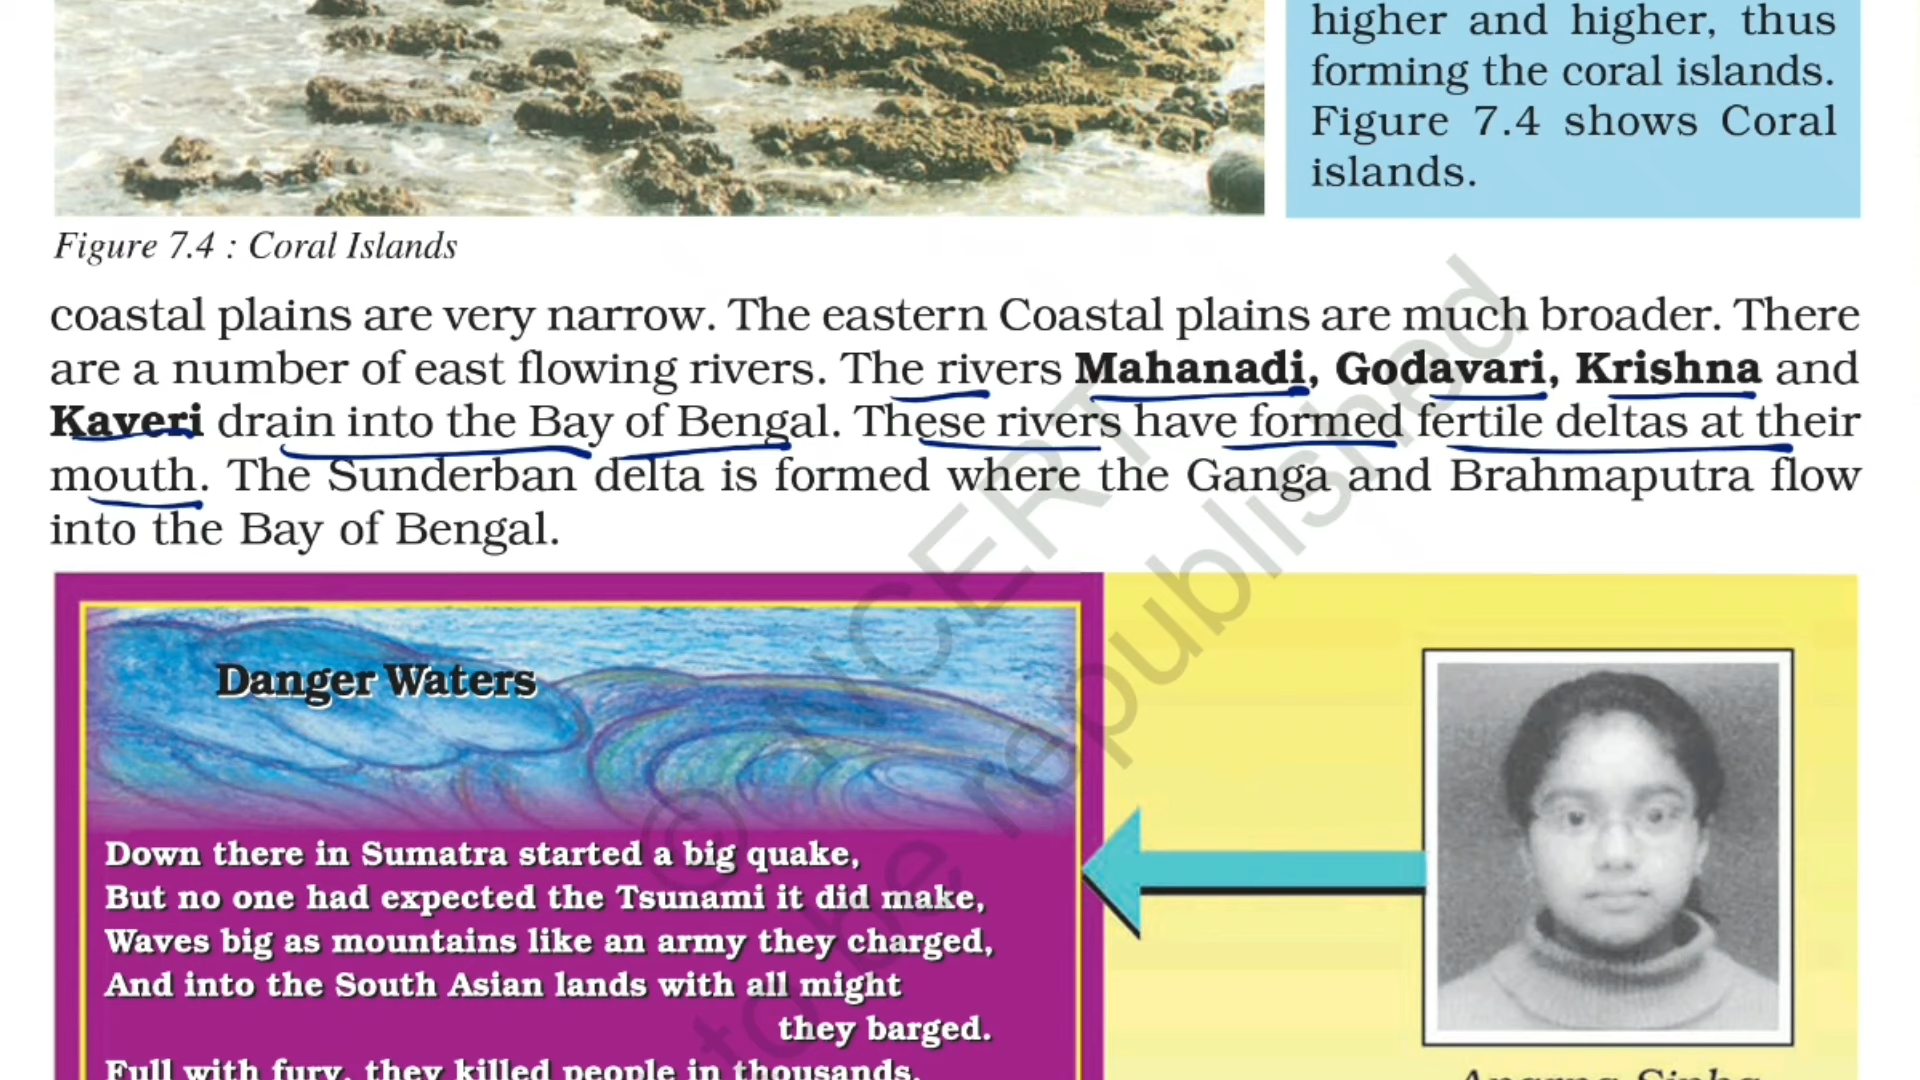 higher and higher, thus
forming the coral islands.
Figure 7.4 shows Coral
islands.
Figure 7.4 : Coral Islands
coastal plains are very narrow. The eastern Coastal plains are much broader. There
are a number of east flowing rivers. The rivers Mahanadi, Godavari, Krishna and
Kaveri drain into the Bay of Bengal. These rivers have formed fertile deltas at their
mouth. The Sunderban delta is formed where the Ganga and Brahmaputra flow
into the Bay of Bengal.
Danger Waters
Down there in Sumatra started a big quake,
But no one had expected the Tsunami it did make,
Waves big as mountains like an army they charged,
And into the South Asian lands with all might
they barged.
Full with fury, they killed people in thousands,
© NCERT
to be republished